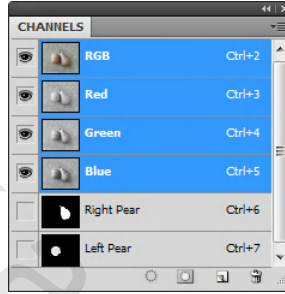 CHANNELS
RGB Ctrl+2
Red Ctrl+3
Green Ctrl+4
Blue Ctrl+5
Right Pear Ctrl+6
Left Pear Ctrl+7